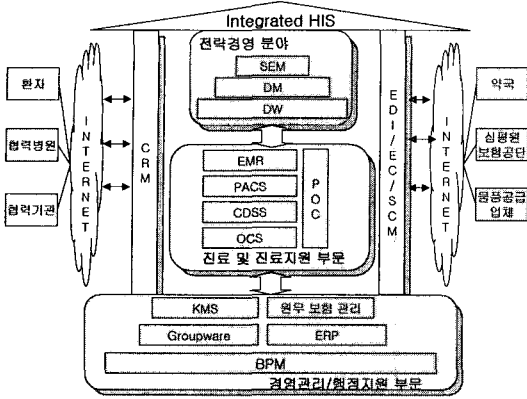 Integrated HIS
전략경영 분야
SEM
DM
DW
환자
협력병원
협력기관
INTERNET
CRM
EMR
PACS
CDSS
OCS
POC
진료 및 진료지원 부문
EDI/EC/SCM
INTERNET
약국
심평원
보험공단
물품공급
업체
KMS
원무 보험 관리
Groupware
ERP
BPM
경영관리/행정지원 부문